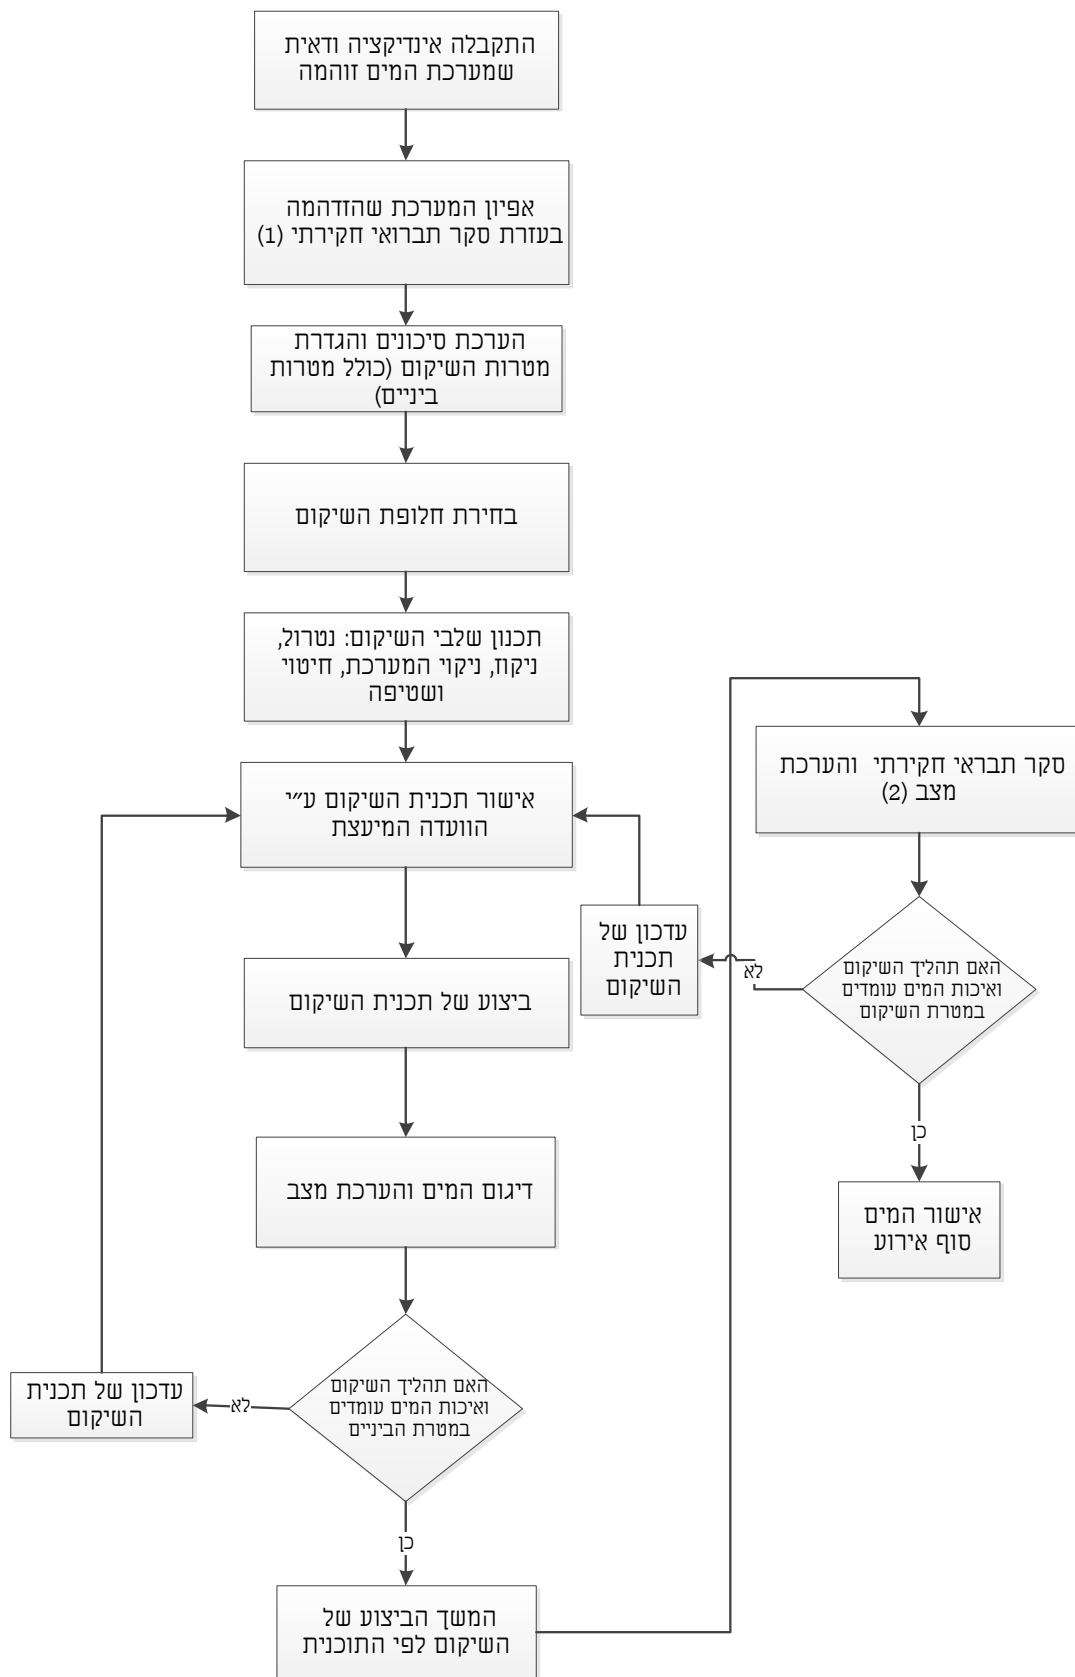 התקבלה אינדיקציה ודאית
שמערכת המים זוהמה
אפיון המערכת שהזדהמה
בעזרת סקר תברואי חקירתי (1)
הערכת סיכונים והגדרת
מטרות השיקום (כולל מטרות
ביניים)
בחירת חלופת השיקום
תכנון שלבי השיקום: נטרול,
ניקוז, ניקוי המערכת, חיטוי
ושטיפה
אישור תכנית השיקום ע״י
הוועדה המיעצת
ביצוע של תכנית השיקום
דיגום המים והערכת מצב
האם תהליך השיקום
ואיכות המים עומדים
במטרת הביניים
לא
עדכון של תכנית
השיקום
כן
המשך הביצוע של
השיקום לפי התוכנית
סקר תבראי חקירתי והערכת
מצב (2)
האם תהליך השיקום
ואיכות המים עומדים
במטרת השיקום
לא
עדכון של
תכנית
השיקום
כן
אישור המים
סוף אירוע